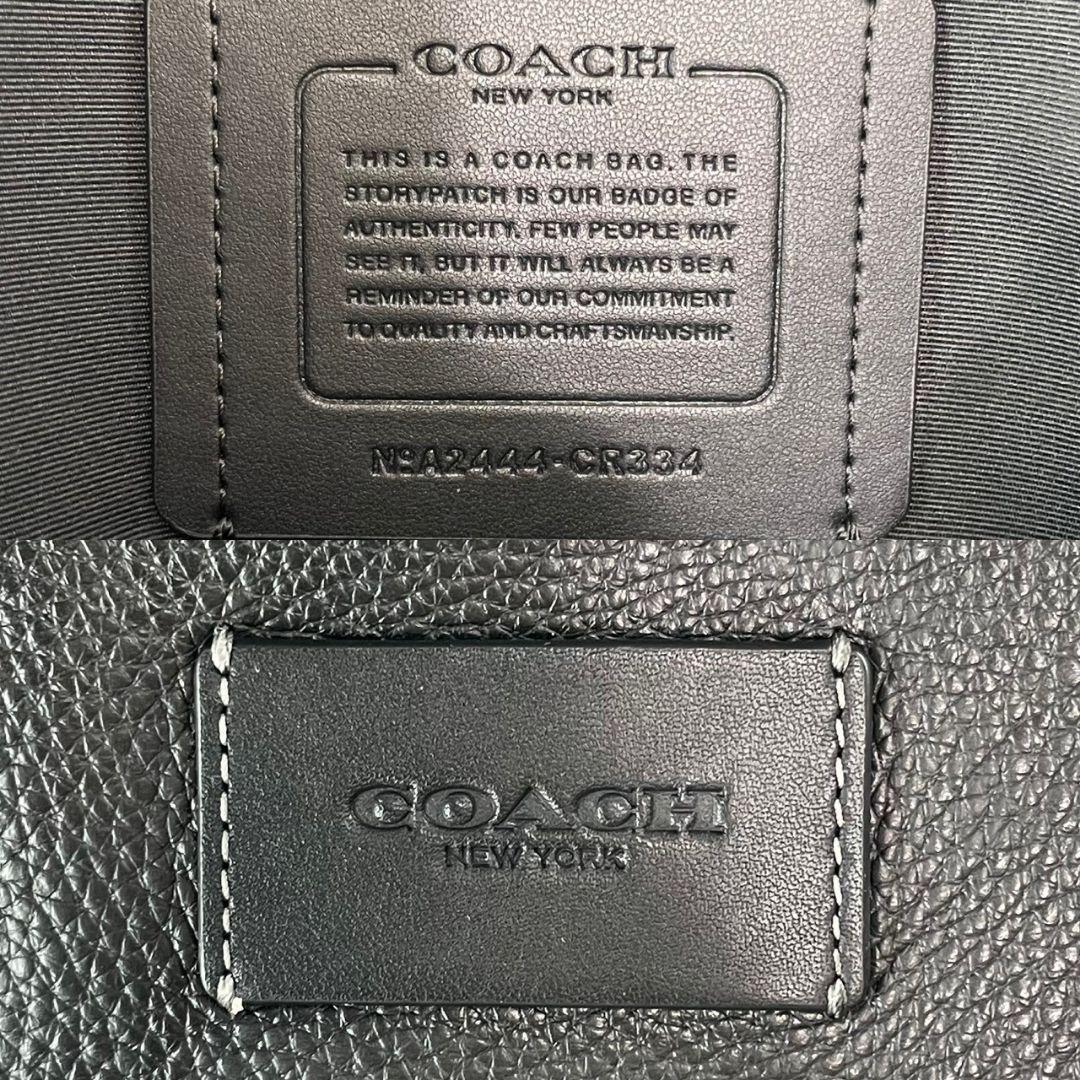 COACH
NEW YORK
THIS IS A COACH BAG. THE
STORYPATCH IS OUR BADGE OF
AUTHENTICITY. FEW PEOPLE MAY
SEE IT, BUT IT WILL ALWAYS BE A
REMINDER OF OUR COMMITMENT
TO QUALITY AND CRAFTSMANSHIP.
NºA2444-CR334
COACH
NEW YORK